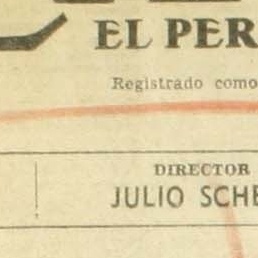 EL PER
Registrado como
DIRECTOR
JULIO SCHE